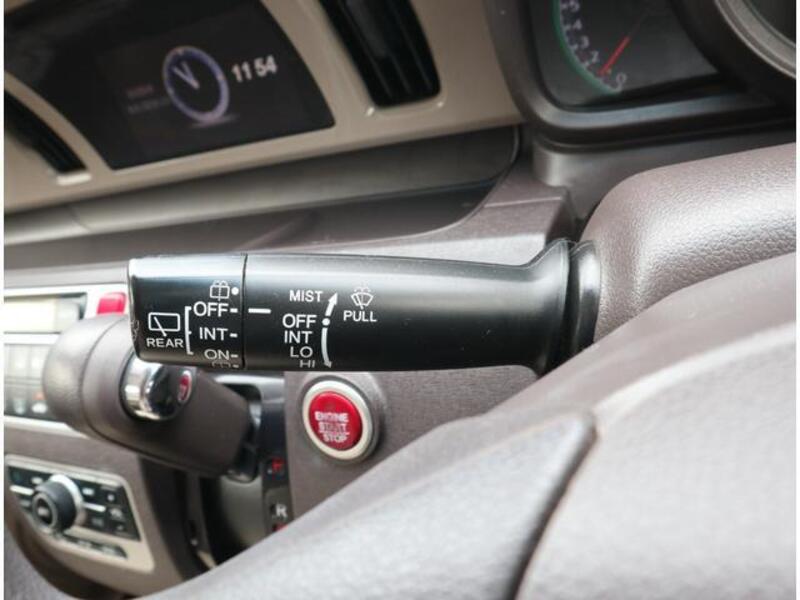 11 54
OFF
INT
ON
REAR
MIST
OFF
INT
LO
HI
PULL
ENGINE
START
STOP
R